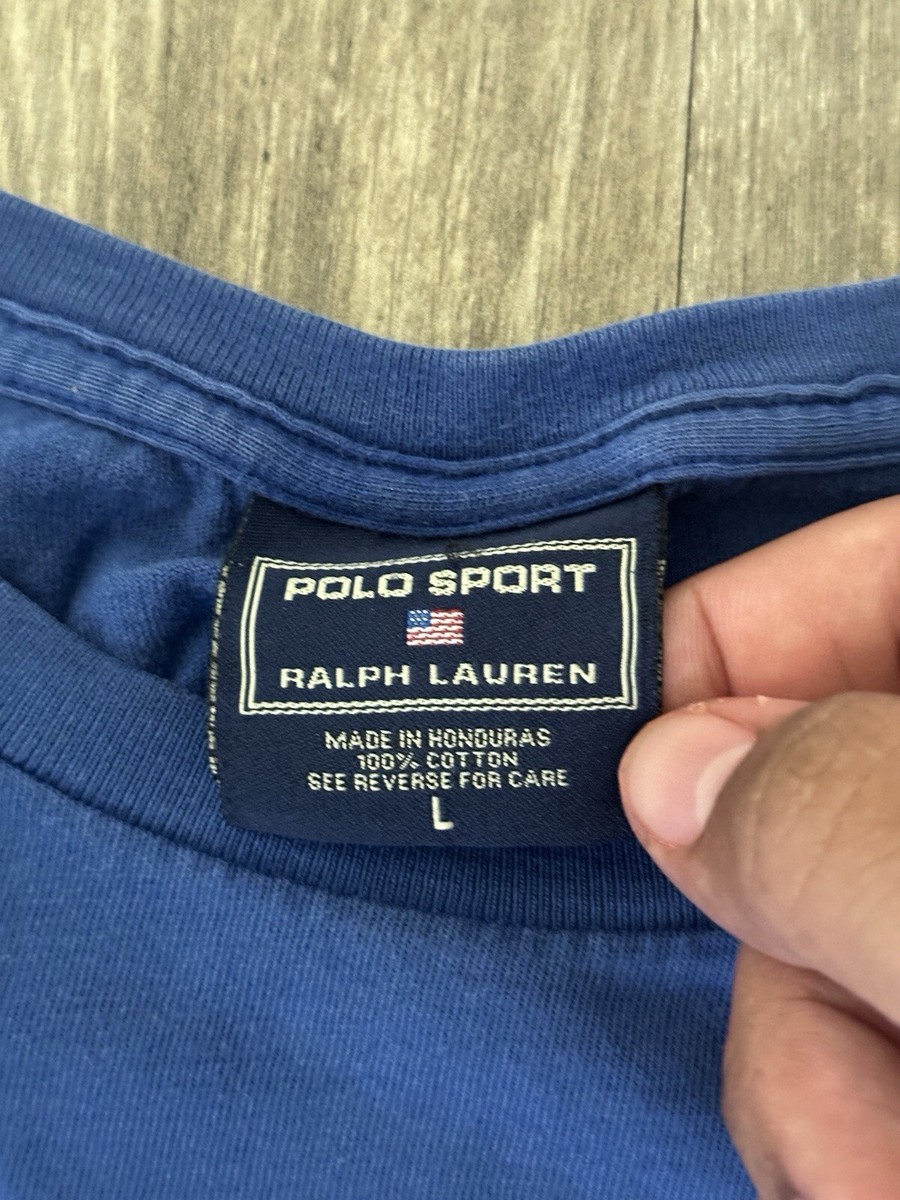 POLO SPORT
RALPH LAUREN
MADE IN HONDURAS
100% COTTON
SEE REVERSE FOR CARE
L